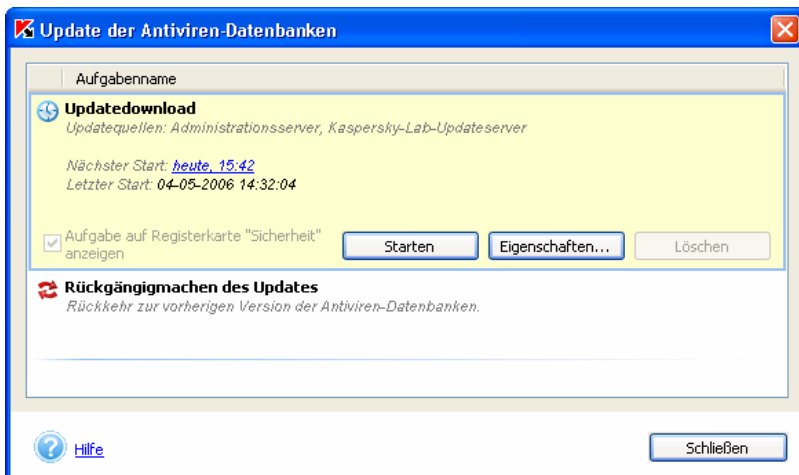 Update der Antiviren-Datenbanken
Aufgabenname
Updatedownload
Updatequellen: Administrationsserver, Kaspersky-Lab-Updateserver
Nächster Start: heute, 15:42
Letzter Start: 04-05-2006 14:32:04
Aufgabe auf Registerkarte "Sicherheit"
anzeigen
Starten
Eigenschaften...
Löschen
Rückgängigmachen des Updates
Rückkehr zur vorherigen Version der Antiviren-Datenbanken.
Hilfe
Schließen